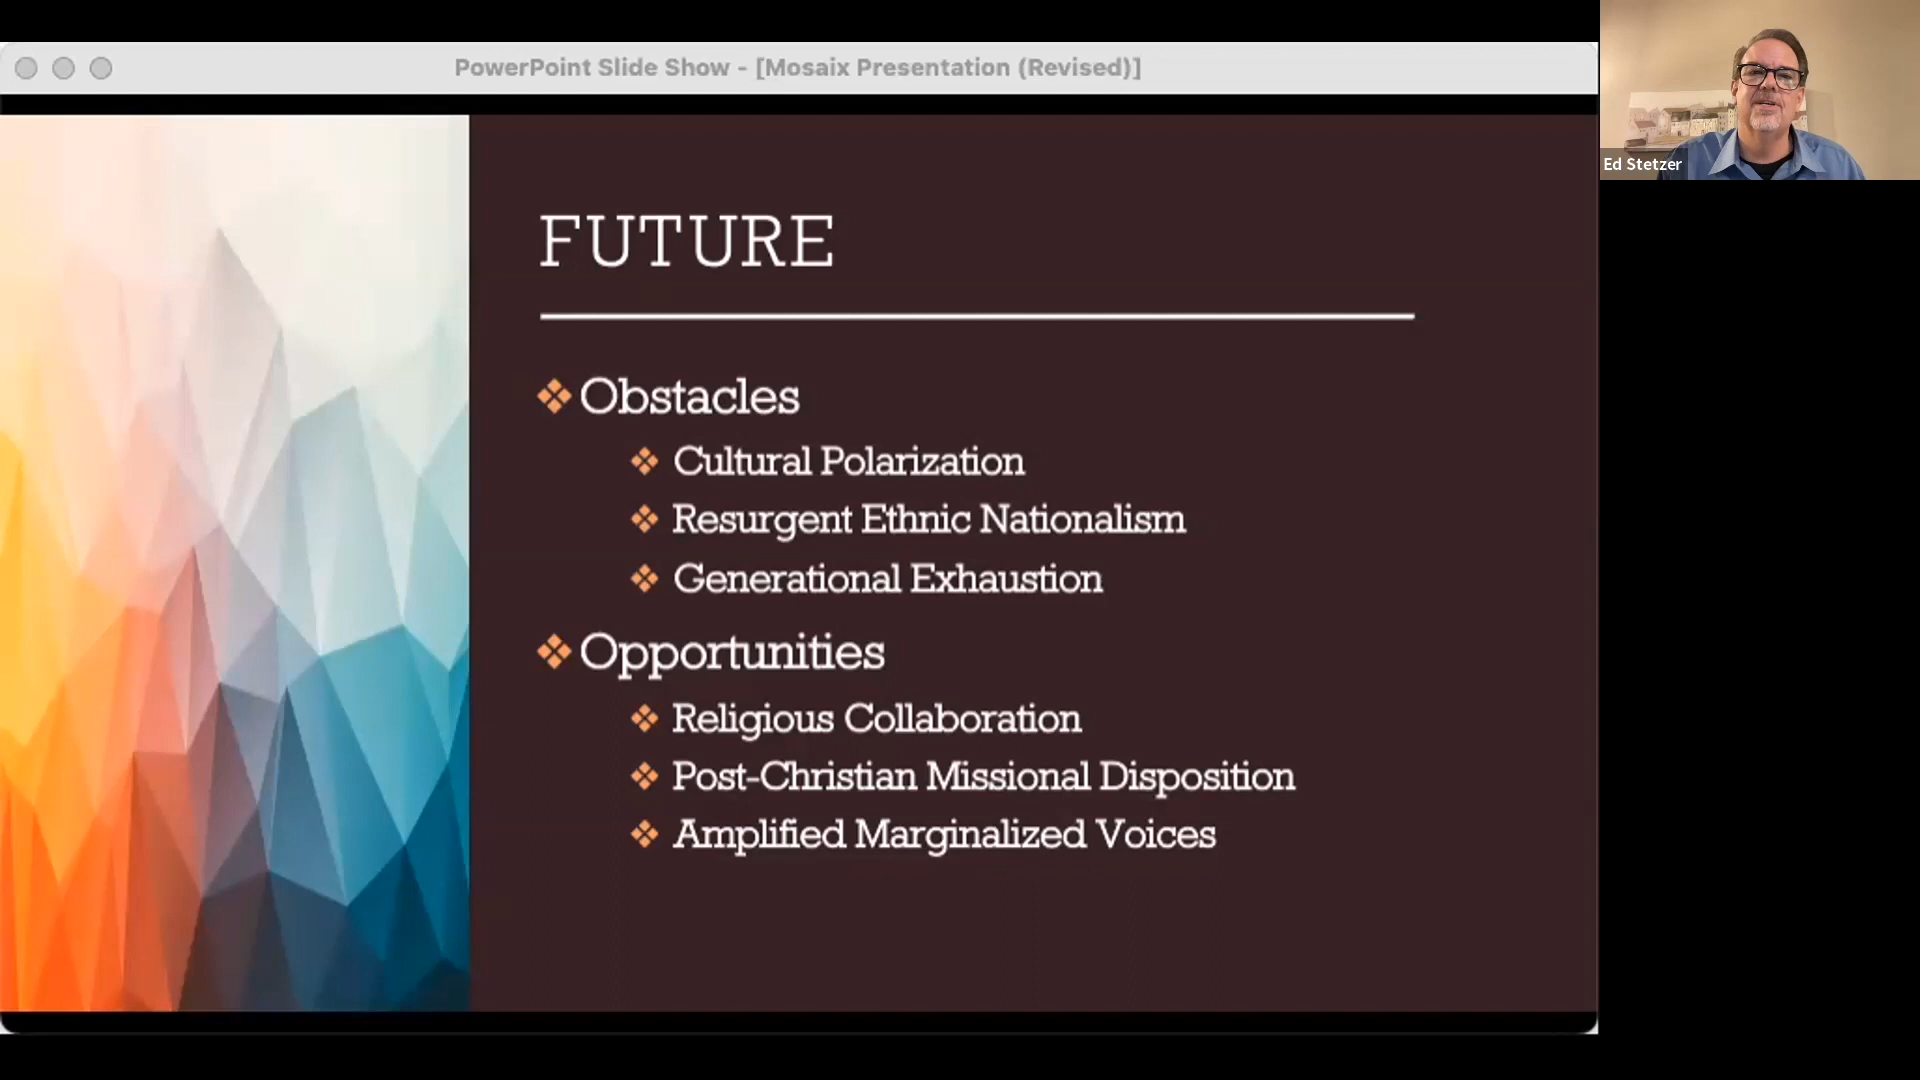 PowerPoint Slide Show - [Mosaix Presentation (Revised)]
Ed Stetzer
FUTURE
Obstacles
Cultural Polarization
Resurgent Ethnic Nationalism
Generational Exhaustion
Opportunities
Religious Collaboration
Post-Christian Missional Disposition
Amplified Marginalized Voices